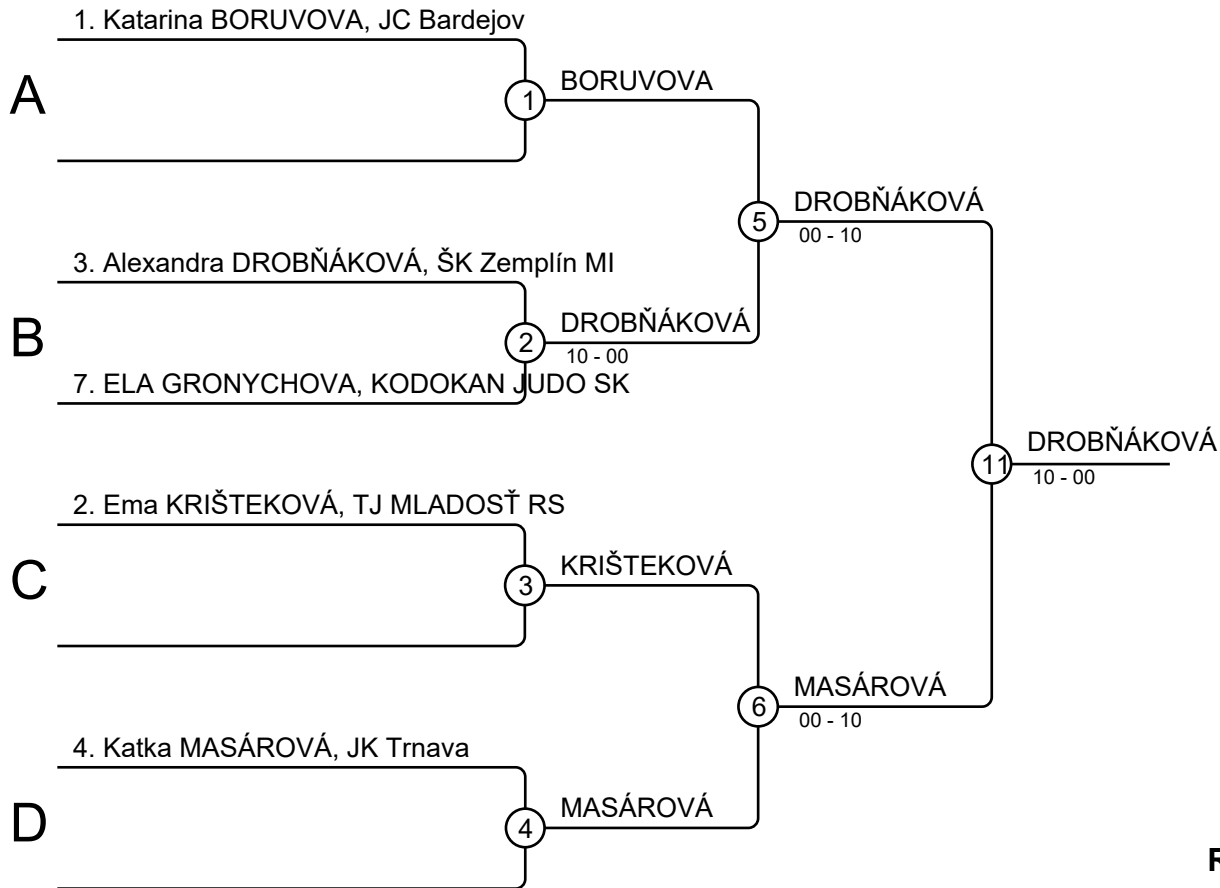 1. Katarina BORUVOVA, JC Bardejov
A
1
BORUVOVA
5
DROBŇÁKOVÁ
00 - 10
3. Alexandra DROBŇÁKOVÁ, ŠK Zemplín MI
B
2
DROBŇÁKOVÁ
10 - 00
7. ELA GRONYCHOVA, KODOKAN JUDO SK
11
DROBŇÁKOVÁ
10 - 00
2. Ema KRIŠTEKOVÁ, TJ MLADOSŤ RS
C
3
KRIŠTEKOVÁ
6
MASÁROVÁ
00 - 10
4. Katka MASÁROVÁ, JK Trnava
D
4
MASÁROVÁ